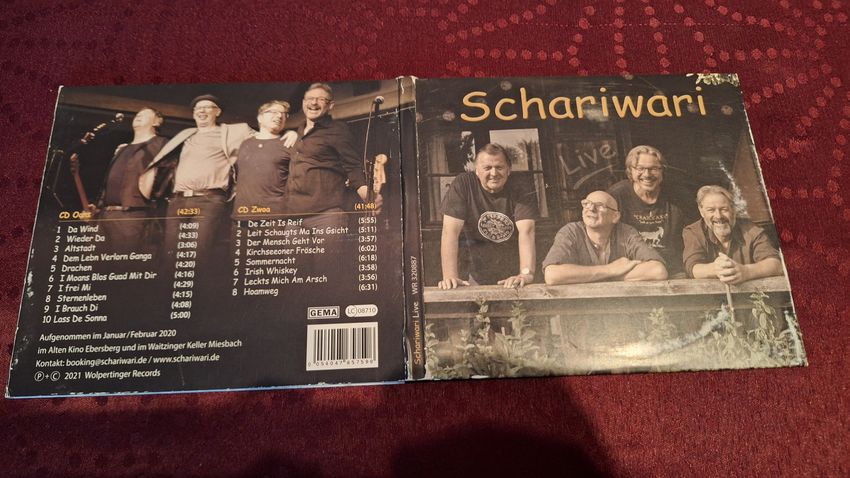 CD Oans (42:33)
1 Da Wind (4:09)
2 Wieder Da (4:33)
3 Altstadt (3:06)
4 Dem Lebn Verlorn Ganga (4:17)
5 Drachen (4:20)
6 I Moans Blos Guad Mit Dir (4:16)
7 I frei Mi (4:29)
8 Sternenleben (4:15)
9 I Brauch Di (4:08)
10 Lass De Sonna (5:00)
CD Zwoa (41:48)
1 De Zeit Is Reif (5:55)
2 Leit Schaugts Ma Ins Gsicht (5:11)
3 Der Mensch Geht Vor (3:57)
4 Kirchseeoner Frösche (6:02)
5 Sommernacht (6:18)
6 Irish Whiskey (3:58)
7 Leckts Mich Am Arsch (3:56)
8 Hoamweg (6:31)
Aufgenommen im Januar/Februar 2020
im Alten Kino Ebersberg und im Waitzinger Keller Miesbach
Kontakt: booking@schariwari.de / www.schariwari.de
℗+© 2021 Wolpertinger Records
GEMA
LC 08710
Schariwari Live WR 320887
Schariwari
Live